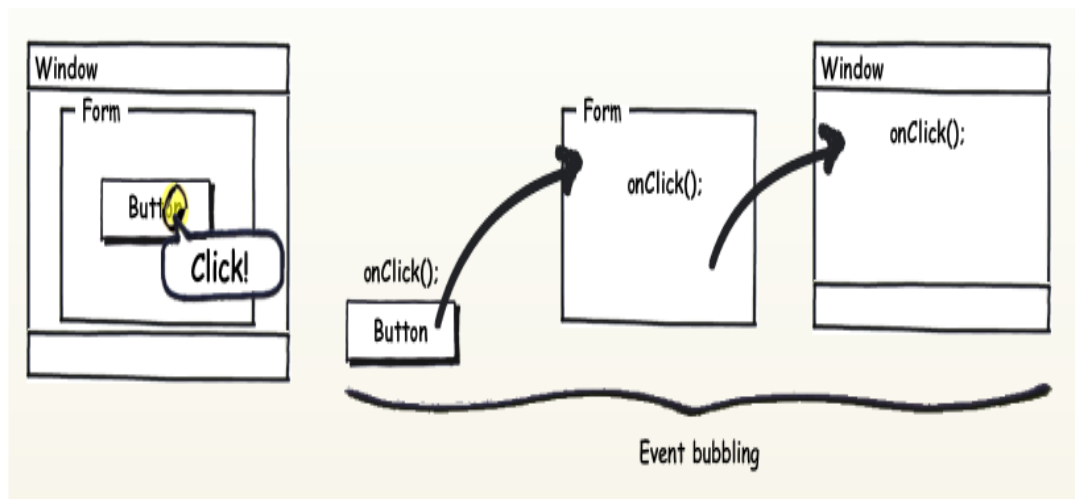 Window
Form
Button
Click!
onClick();
Button
Form
onClick();
Window
onClick();
Event bubbling